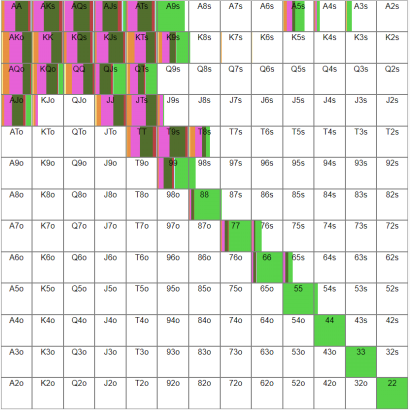 AA AKs AQs AJs ATs A9s A8s A7s A6s A5s A4s A3s A2s
AKo KK KQs KJs KTs K9s K8s K7s K6s K5s K4s K3s K2s
AQo KQo QQ QJs QTs Q9s Q8s Q7s Q6s Q5s Q4s Q3s Q2s
AJo KJo QJo JJ JTs J9s J8s J7s J6s J5s J4s J3s J2s
ATo KTo QTo JTo TT T9s T8s T7s T6s T5s T4s T3s T2s
A9o K9o Q9o J9o T9o 99 98s 97s 96s 95s 94s 93s 92s
A8o K8o Q8o J8o T8o 98o 88 87s 86s 85s 84s 83s 82s
A7o K7o Q7o J7o T7o 97o 87o 77 76s 75s 74s 73s 72s
A6o K6o Q6o J6o T6o 96o 86o 76o 66 65s 64s 63s 62s
A5o K5o Q5o J5o T5o 95o 85o 75o 65o 55 54s 53s 52s
A4o K4o Q4o J4o T4o 94o 84o 74o 64o 54o 44 43s 42s
A3o K3o Q3o J3o T3o 93o 83o 73o 63o 53o 43o 33 32s
A2o K2o Q2o J2o T2o 92o 82o 72o 62o 52o 42o 32o 22